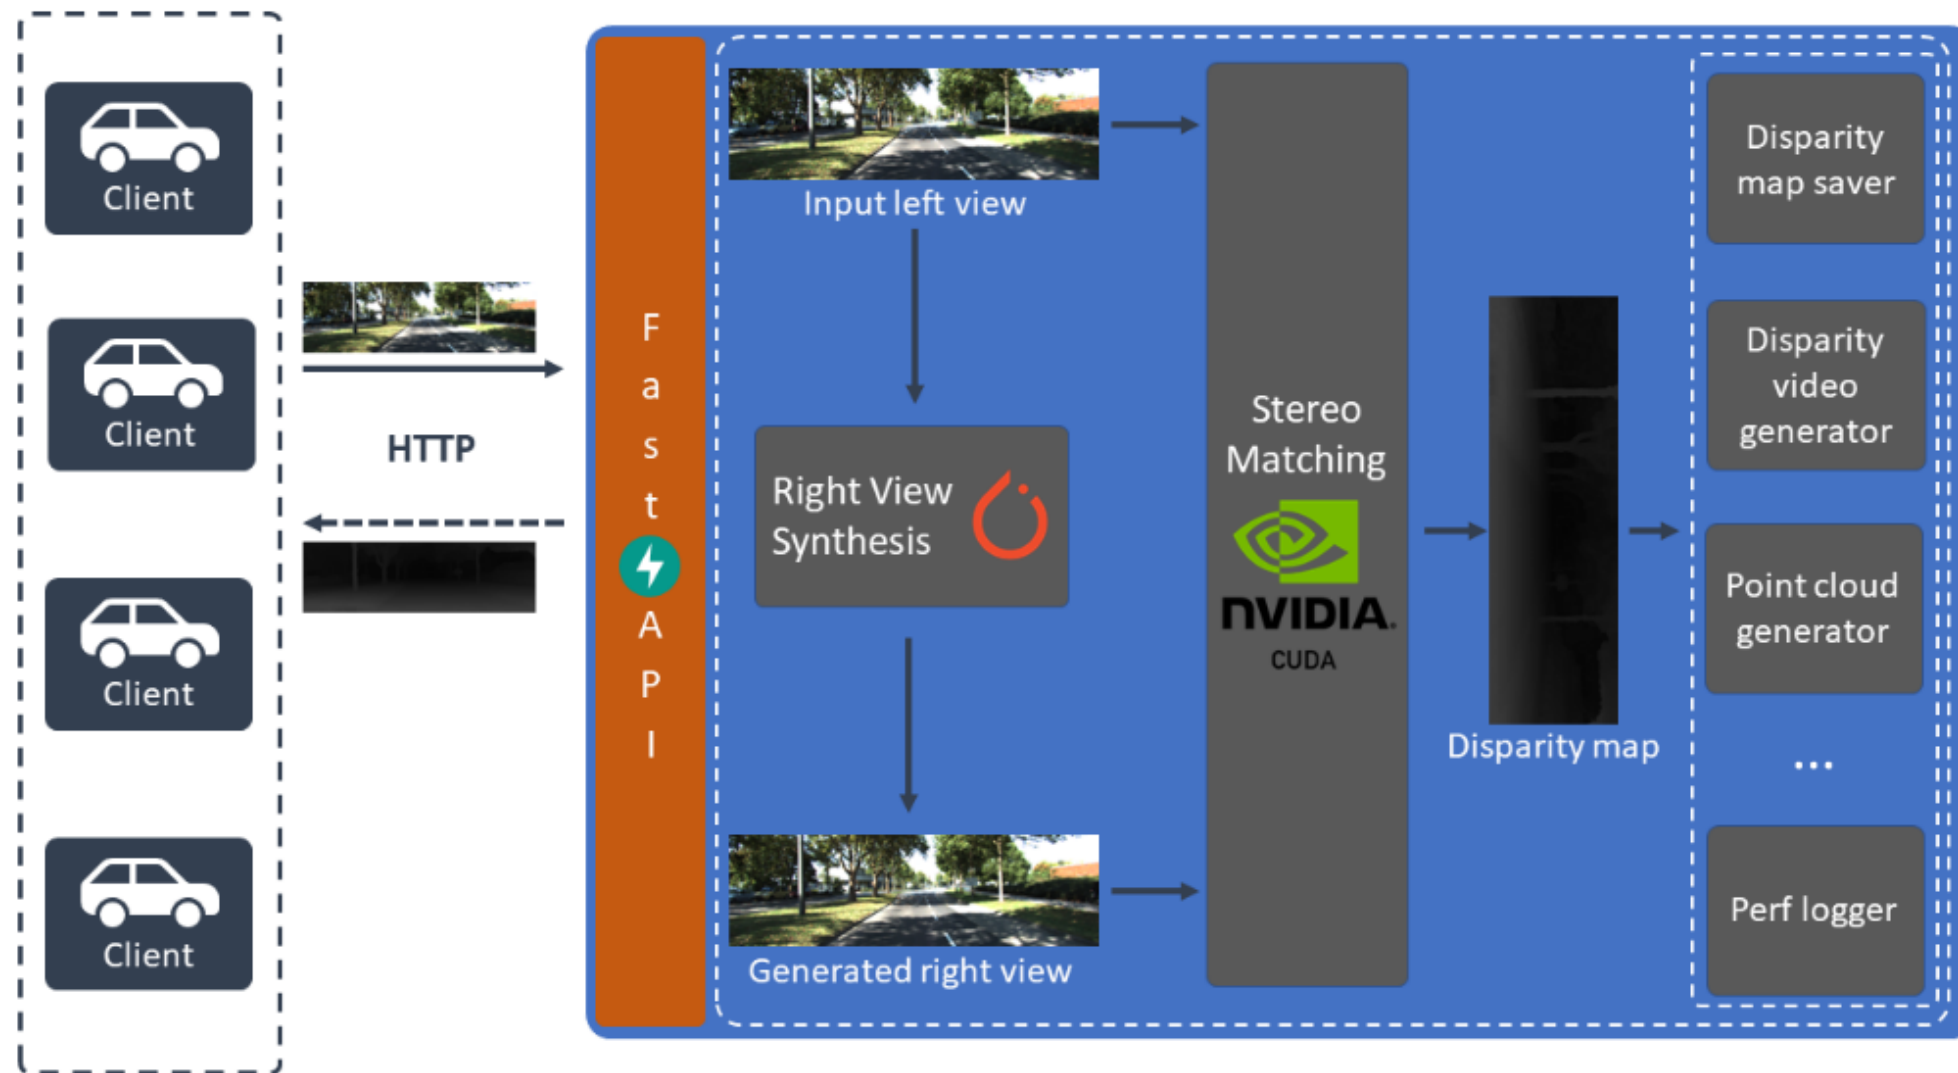 Client
Client
Client
Client
HTTP
F
a
s
t
A
P
I
Input left view
Right View
Synthesis
Generated right view
Stereo
Matching
NVIDIA.
CUDA
Disparity map
Disparity
map saver
Disparity
video
generator
Point cloud
generator
...
Perf logger